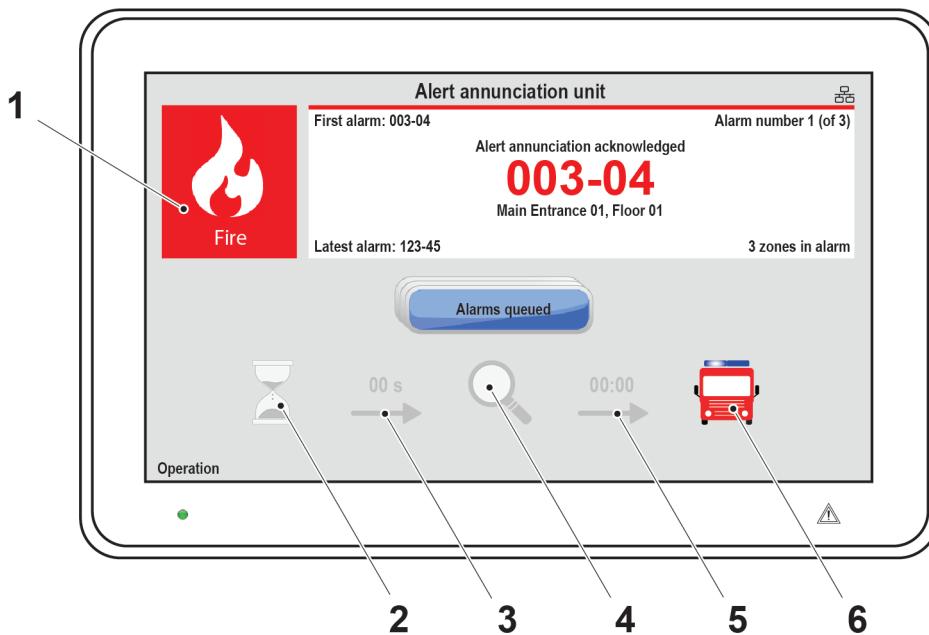 Alert annunciation unit
1
First alarm: 003-04
Alarm number 1 (of 3)
Alert annunciation acknowledged
003-04
Main Entrance 01, Floor 01
Fire
Latest alarm: 123-45
3 zones in alarm
Alarms queued
00 s
00:00
Operation
2
3
4
5
6